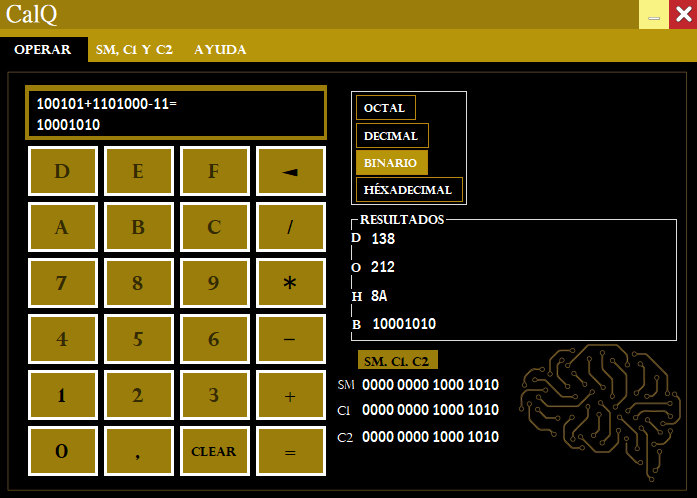 CalQ
OPERAR SM, C1 Y C2 AYUDA
100101+1101000-11=
10001010
D E F ◄
A B C /
7 8 9 *
4 5 6 −
1 2 3 +
0 , CLEAR =
OCTAL
DECIMAL
BINARIO
HÉXADECIMAL
RESULTADOS
D 138
O 212
H 8A
B 10001010
SM. C1. C2
SM 0000 0000 1000 1010
C1 0000 0000 1000 1010
C2 0000 0000 1000 1010